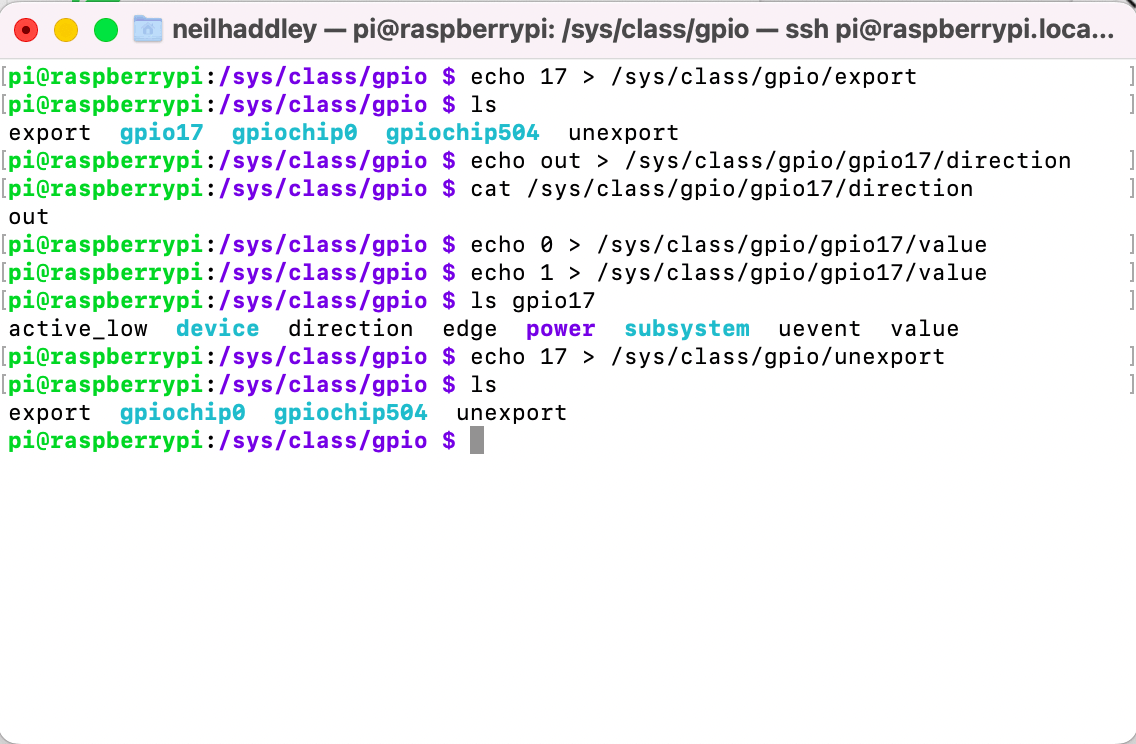 neilhaddley — pi@raspberrypi: /sys/class/gpio — ssh pi@raspberrypi.loca...
[pi@raspberrypi:/sys/class/gpio $ echo 17 > /sys/class/gpio/export ]
[pi@raspberrypi:/sys/class/gpio $ ls ]
export  gpio17  gpiochip0  gpiochip504  unexport
[pi@raspberrypi:/sys/class/gpio $ echo out > /sys/class/gpio/gpio17/direction ]
[pi@raspberrypi:/sys/class/gpio $ cat /sys/class/gpio/gpio17/direction ]
out
[pi@raspberrypi:/sys/class/gpio $ echo 0 > /sys/class/gpio/gpio17/value ]
[pi@raspberrypi:/sys/class/gpio $ echo 1 > /sys/class/gpio/gpio17/value ]
[pi@raspberrypi:/sys/class/gpio $ ls gpio17 ]
active_low  device  direction  edge  power  subsystem  uevent  value
[pi@raspberrypi:/sys/class/gpio $ echo 17 > /sys/class/gpio/unexport ]
[pi@raspberrypi:/sys/class/gpio $ ls ]
export  gpiochip0  gpiochip504  unexport
pi@raspberrypi:/sys/class/gpio $